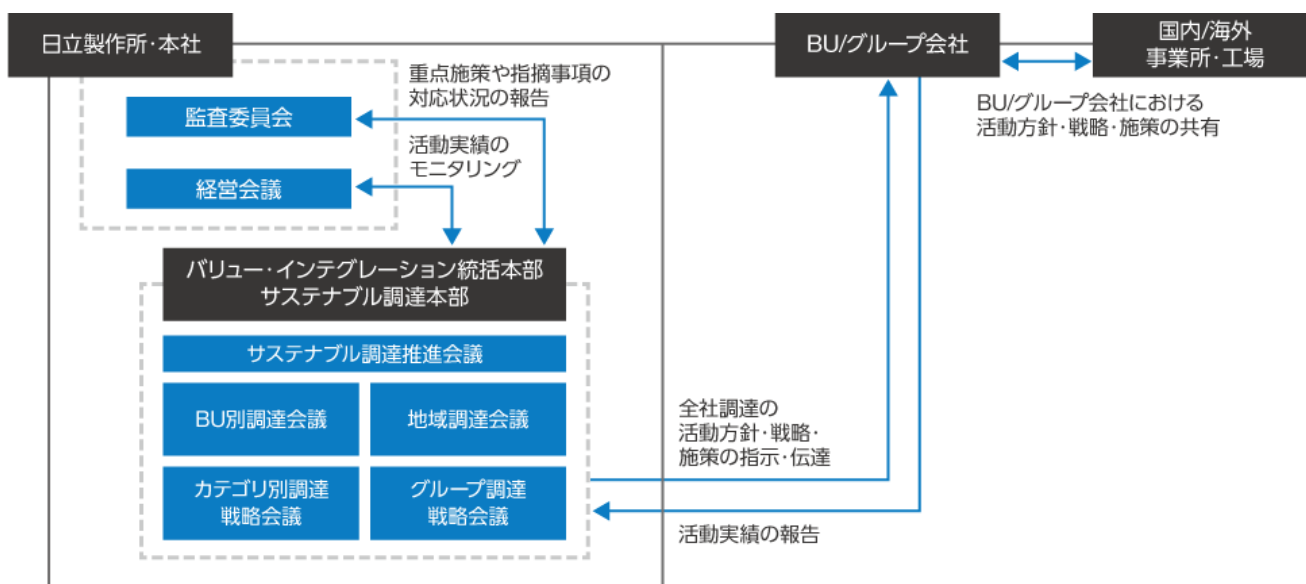 日立製作所・本社
BU/グループ会社
国内/海外
事業所・工場
重点施策や指摘事項の
対応状況の報告
監査委員会
活動実績の
モニタリング
経営会議
BU/グループ会社における
活動方針・戦略・施策の共有
バリュー・インテグレーション統括本部
サステナブル調達本部
サステナブル調達推進会議
BU別調達会議
地域調達会議
カテゴリ別調達
戦略会議
グループ調達
戦略会議
全社調達の
活動方針・戦略・
施策の指示・伝達
活動実績の報告